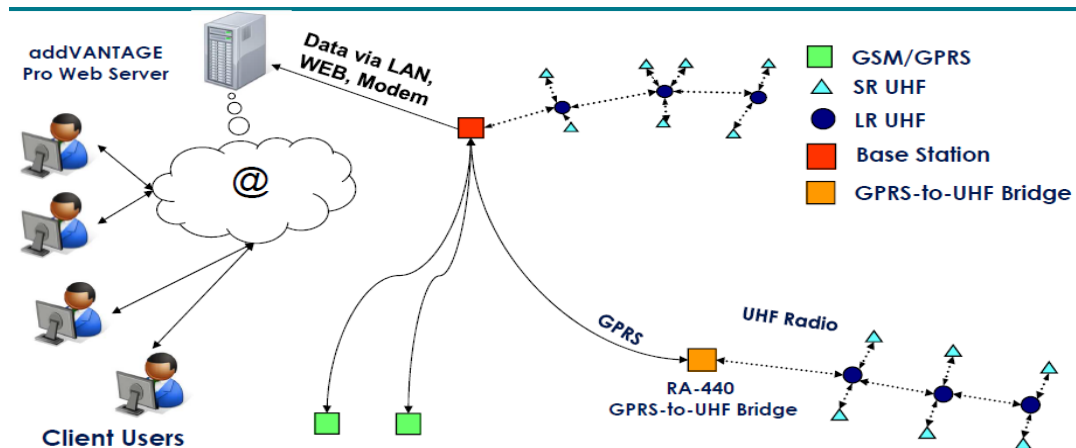 addVANTAGE
Pro Web Server
Data via LAN,
WEB, Modem
GSM/GPRS
SR UHF
LR UHF
Base Station
GPRS-to-UHF Bridge
@
GPRS
UHF Radio
RA-440
GPRS-to-UHF Bridge
Client Users